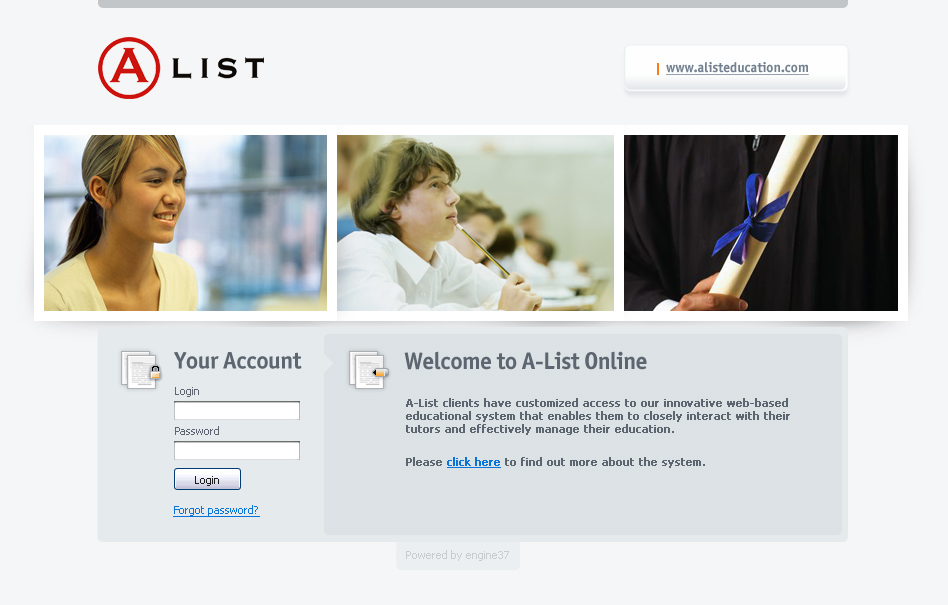 A LIST
www.alisteducation.com
Your Account
Login
Password
Login
Forgot password?
Welcome to A-List Online
A-List clients have customized access to our innovative web-based
educational system that enables them to closely interact with their
tutors and effectively manage their education.
Please click here to find out more about the system.
Powered by engine37